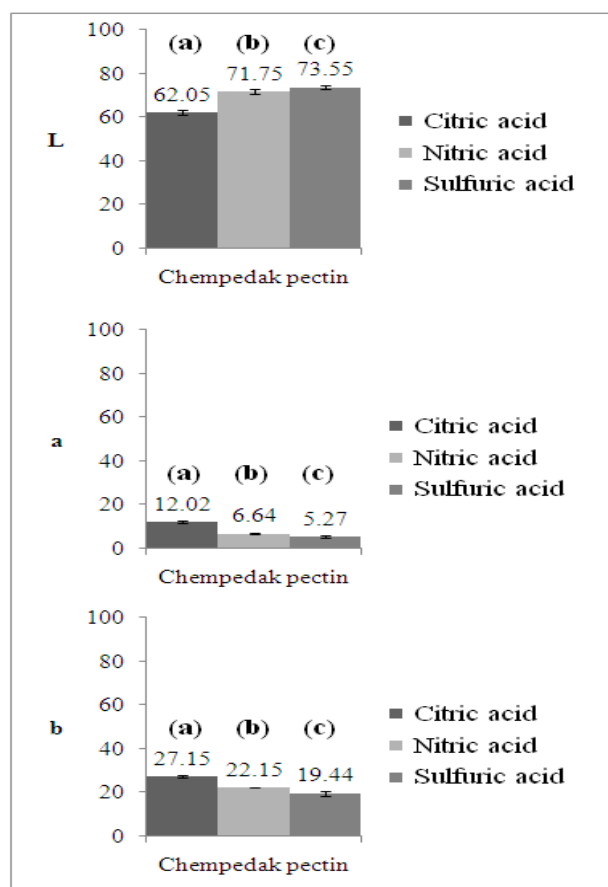 100
(a) (b) (c)
80
62.05 71.75 73.55
60
L
40
20
0
Citric acid
Nitric acid
Sulfuric acid
Chempedak pectin
100
80
60
a
40
20
0
(a) (b) (c)
12.02 6.64 5.27
Citric acid
Nitric acid
Sulfuric acid
Chempedak pectin
100
80
60
b
40
20
0
(a) (b) (c)
27.15 22.15 19.44
Citric acid
Nitric acid
Sulfuric acid
Chempedak pectin